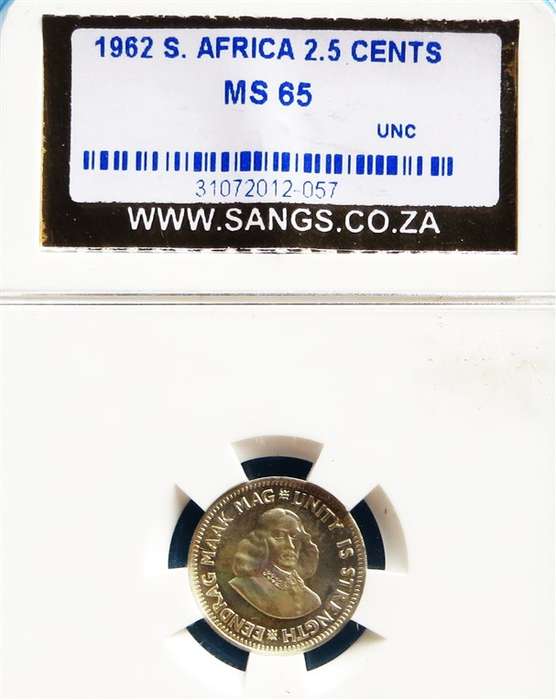 1962 S. AFRICA 2.5 CENTS
MS 65
UNC
31072012-057
WWW.SANGS.CO.ZA
EENDRAG MAAK MAG UNITY IS STRENGTH